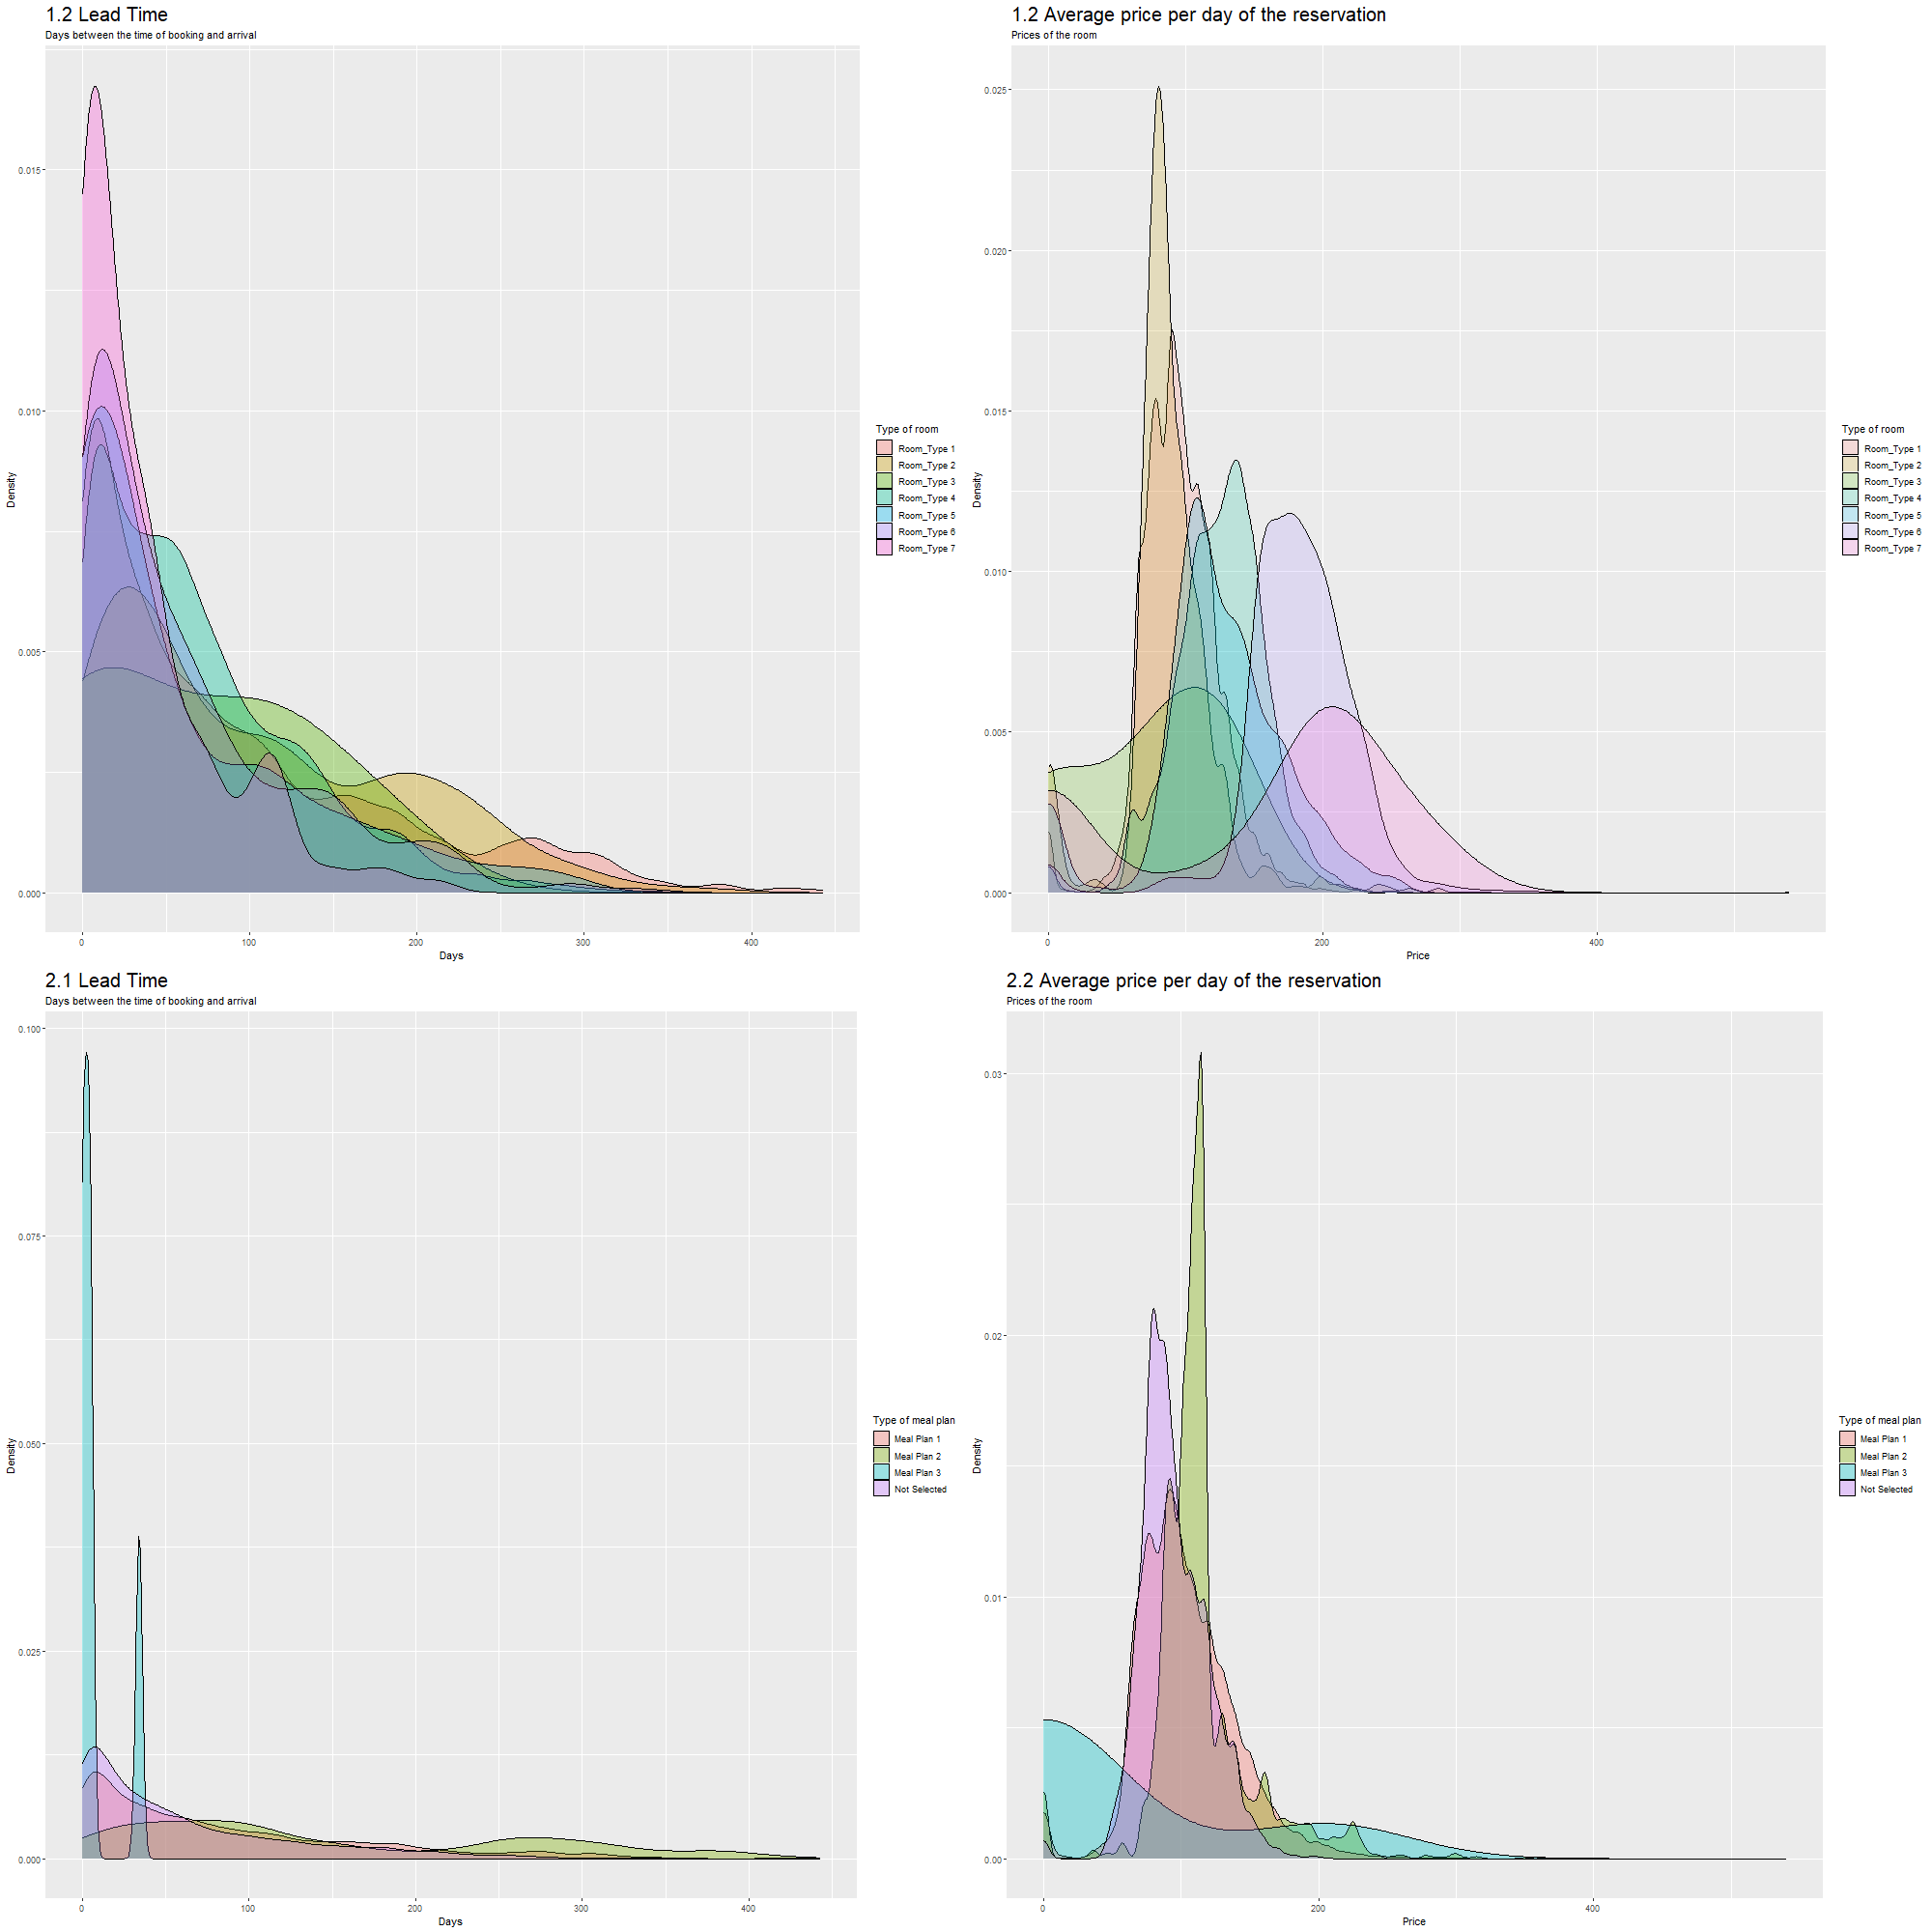 1.2 Lead Time
Days between the time of booking and arrival
0.015
0.010
0.005
0.000
Density
0
100
200
300
400
Days
Type of room
Room_Type 1
Room_Type 2
Room_Type 3
Room_Type 4
Room_Type 5
Room_Type 6
Room_Type 7
1.2 Average price per day of the reservation
Prices of the room
0.025
0.020
0.015
0.010
0.005
0.000
Density
0
200
400
Price
Type of room
Room_Type 1
Room_Type 2
Room_Type 3
Room_Type 4
Room_Type 5
Room_Type 6
Room_Type 7
2.1 Lead Time
Days between the time of booking and arrival
0.100
0.075
0.050
0.025
0.000
Density
0
100
200
300
400
Days
Type of meal plan
Meal Plan 1
Meal Plan 2
Meal Plan 3
Not Selected
2.2 Average price per day of the reservation
Prices of the room
0.03
0.02
0.01
0.00
Density
0
200
400
Price
Type of meal plan
Meal Plan 1
Meal Plan 2
Meal Plan 3
Not Selected